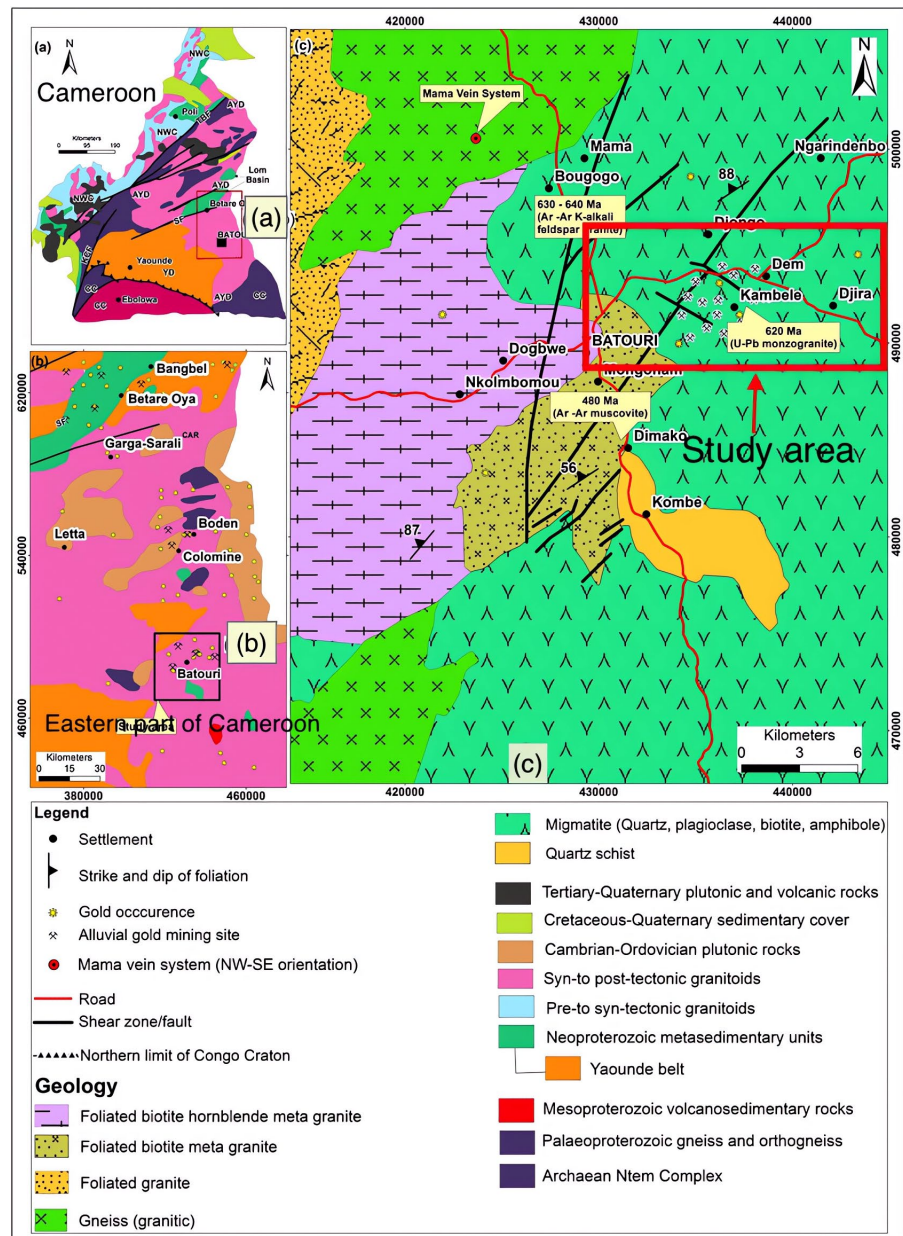 (a)
N
Cameroon
Kilometers
0 95 190
NWC
Poli
TBF
AYD
NWC
AYD
NWC
AYD
Lom
Basin
AYD
SF
Betare O
(a)
BATOU
KCF
Yaounde
YD
CC
CC
Ebolowa
AYD
CC
(b)
N
Bangbel
Betare Oya
SF
CAR
Garga-Sarali
Boden
Letta
Colomine
(b)
Batouri
Eastern part of Cameroon
Kilometers
0 15 30
620000
540000
460000
380000
460000
(c)
420000
430000
440000
N
Mama Vein System
Mama
Ngarindenbo
Bougogo
88
630 - 640 Ma
(Ar -Ar K-alkali
Djongo
Dem
Kambele
Djira
620 Ma
(U-Pb monzogranite)
BATOURI
Dogbwe
Nkolmbomou
480 Ma
(Ar -Ar muscovite)
Dimako
Study area
56
Kombe
87
(c)
Kilometers
0 3 6
500000
490000
480000
470000
420000
430000
440000
Legend
Settlement
Strike and dip of foliation
Gold occurence
Alluvial gold mining site
Mama vein system (NW-SE orientation)
Road
Shear zone/fault
Northern limit of Congo Craton
Geology
Foliated biotite hornblende meta granite
Foliated biotite meta granite
Foliated granite
Gneiss (granitic)
Migmatite (Quartz, plagioclase, biotite, amphibole)
Quartz schist
Tertiary-Quaternary plutonic and volcanic rocks
Cretaceous-Quaternary sedimentary cover
Cambrian-Ordovician plutonic rocks
Syn-to post-tectonic granitoids
Pre-to syn-tectonic granitoids
Neoproterozoic metasedimentary units
Yaounde belt
Mesoproterozoic volcanosedimentary rocks
Palaeoproterozoic gneiss and orthogneiss
Archaean Ntem Complex